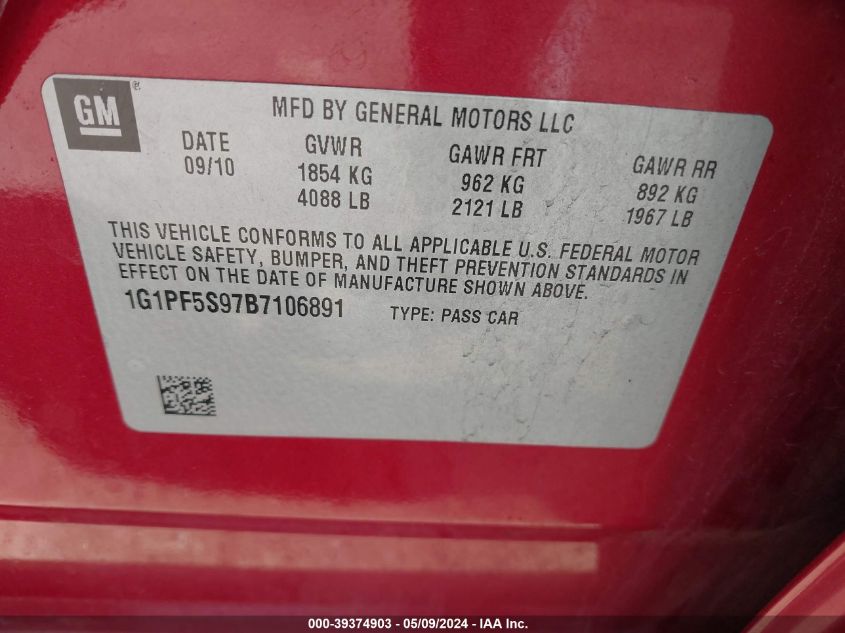 GM ®
MFD BY GENERAL MOTORS LLC
DATE GVWR GAWR FRT GAWR RR
09/10 1854 KG 962 KG 892 KG
4088 LB 2121 LB 1967 LB
THIS VEHICLE CONFORMS TO ALL APPLICABLE U.S. FEDERAL MOTOR
VEHICLE SAFETY, BUMPER, AND THEFT PREVENTION STANDARDS IN
EFFECT ON THE DATE OF MANUFACTURE SHOWN ABOVE.
1G1PF5S97B7106891 TYPE: PASS CAR
000-39374903 - 05/09/2024 - IAA Inc.